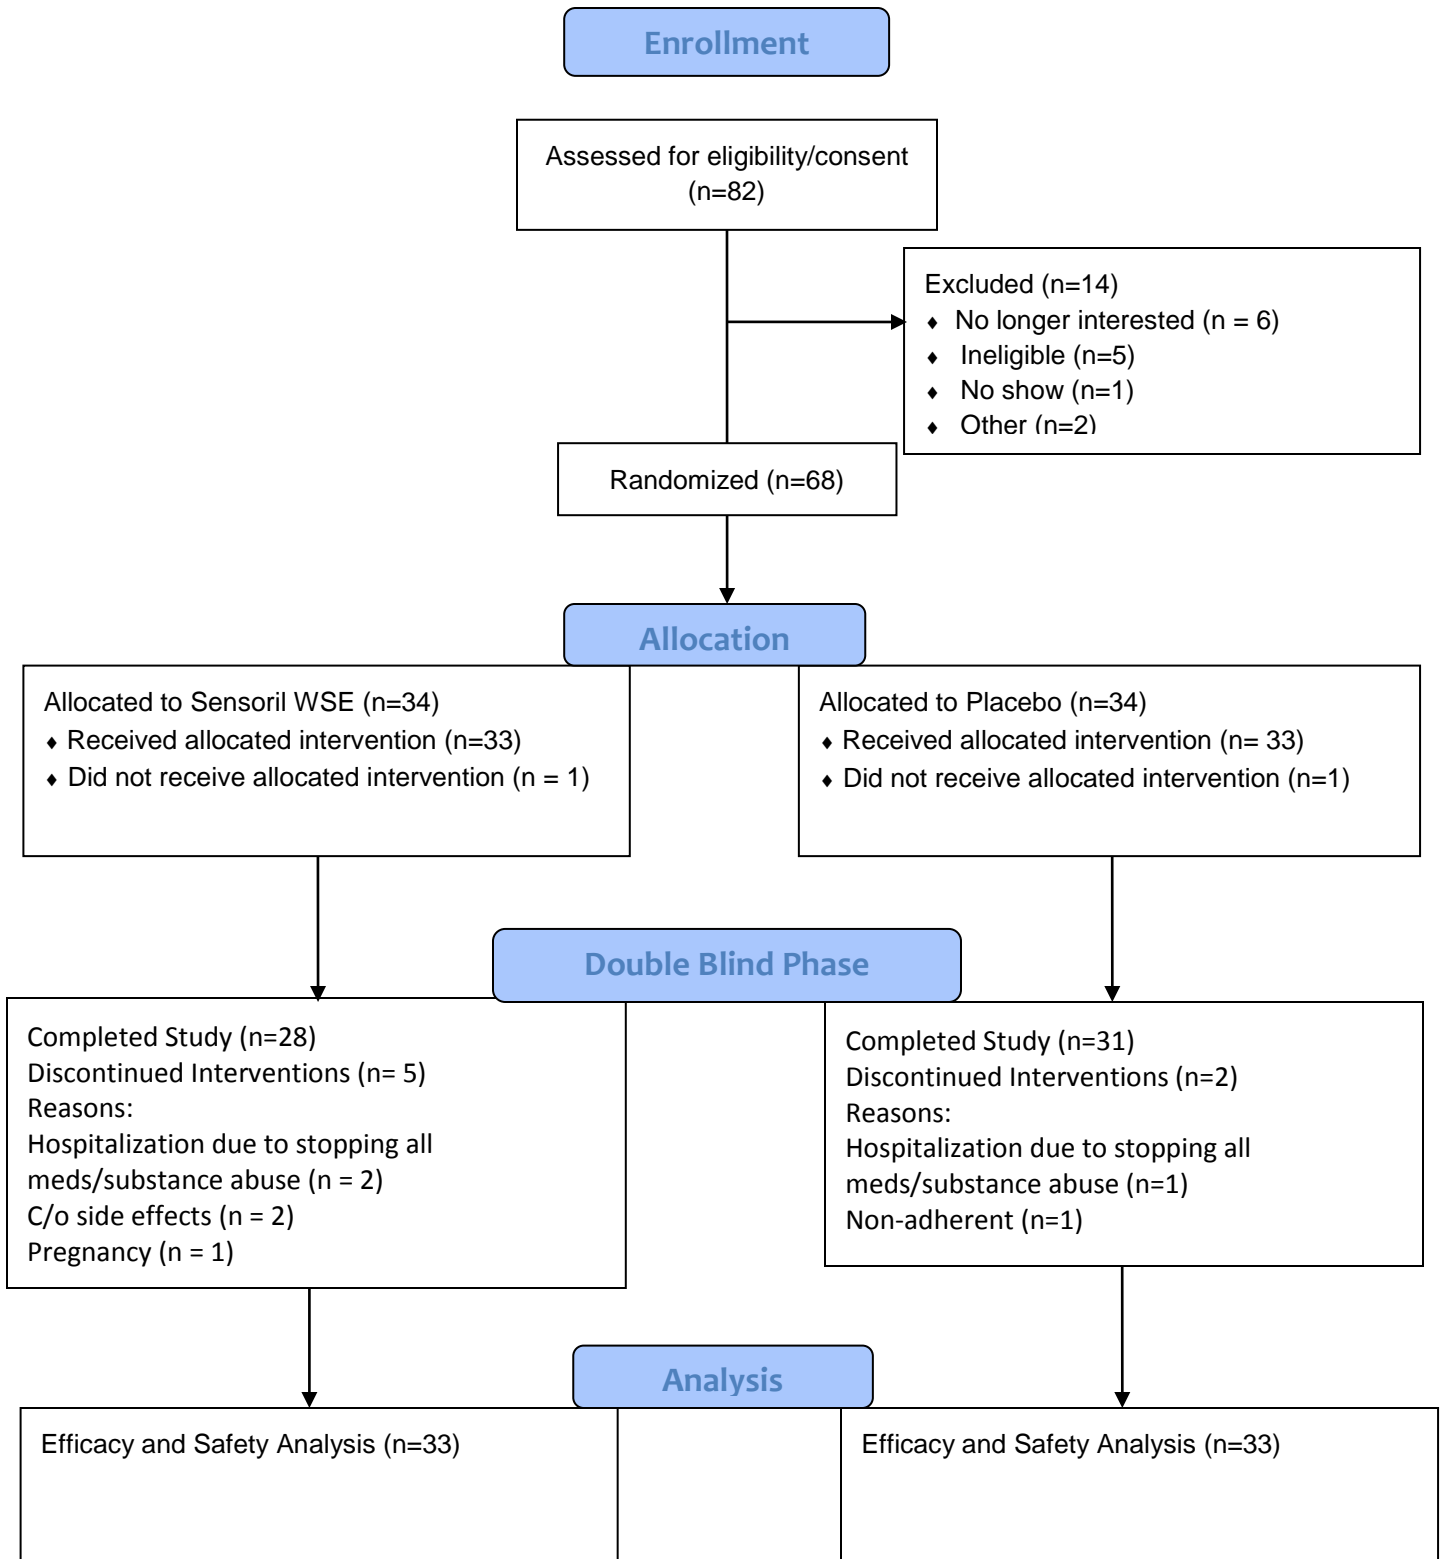 Enrollment
Assessed for eligibility/consent
(n=82)
Excluded (n=14)
♦ No longer interested (n = 6)
♦ Ineligible (n=5)
♦ No show (n=1)
♦ Other (n=2)
Randomized (n=68)
Allocation
Allocated to Sensoril WSE (n=34)
♦ Received allocated intervention (n=33)
♦ Did not receive allocated intervention (n = 1)
Allocated to Placebo (n=34)
♦ Received allocated intervention (n= 33)
♦ Did not receive allocated intervention (n=1)
Double Blind Phase
Completed Study (n=28)
Discontinued Interventions (n= 5)
Reasons:
Hospitalization due to stopping all
meds/substance abuse (n = 2)
C/o side effects (n = 2)
Pregnancy (n = 1)
Completed Study (n=31)
Discontinued Interventions (n=2)
Reasons:
Hospitalization due to stopping all
meds/substance abuse (n=1)
Non-adherent (n=1)
Analysis
Efficacy and Safety Analysis (n=33)
Efficacy and Safety Analysis (n=33)